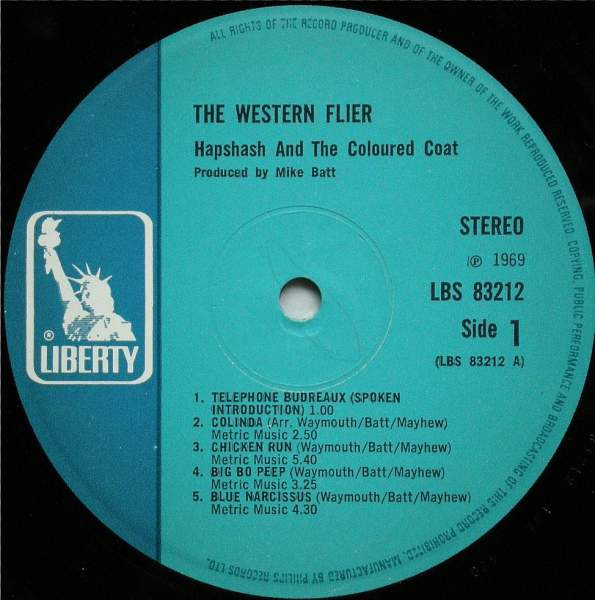 ALL RIGHTS OF THE RECORD PRODUCER AND OF THE OWNER OF THE WORK REPRODUCED RESERVED. COPYING, PUBLIC PERFORMANCE AND BROADCASTING OF THIS RECORD PROHIBITED. MANUFACTURED BY PHILIPS RECORDS LTD.
THE WESTERN FLIER
Hapshash And The Coloured Coat
Produced by Mike Batt
STEREO
℗ 1969
LBS 83212
Side 1
(LBS 83212 A)
® LIBERTY
1. TELEPHONE BUDREAUX (SPOKEN
INTRODUCTION) 1.00
2. COLINDA (Arr. Waymouth/Batt/Mayhew)
Metric Music 2.50
3. CHICKEN RUN (Waymouth/Batt/Mayhew)
Metric Music 5.40
4. BIG BO PEEP (Waymouth/Batt/Mayhew)
Metric Music 3.25
5. BLUE NARCISSUS (Waymouth/Batt/Mayhew)
Metric Music 4.30